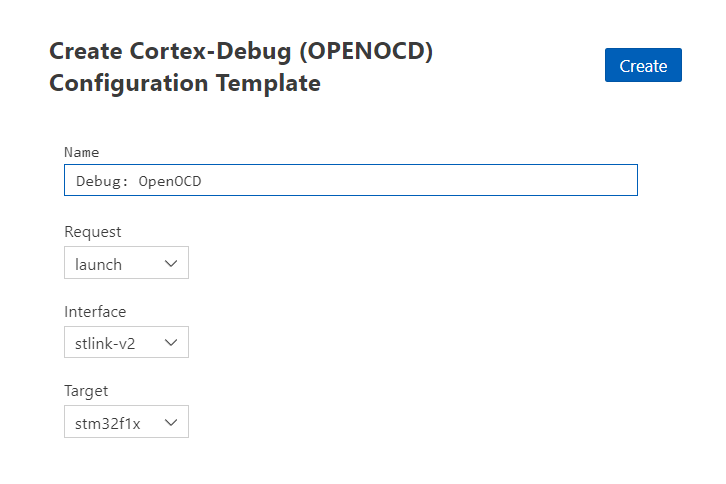 Create Cortex-Debug (OPENOCD)
Configuration Template
Create
Name
Debug: OpenOCD
Request
launch
Interface
stlink-v2
Target
stm32f1x